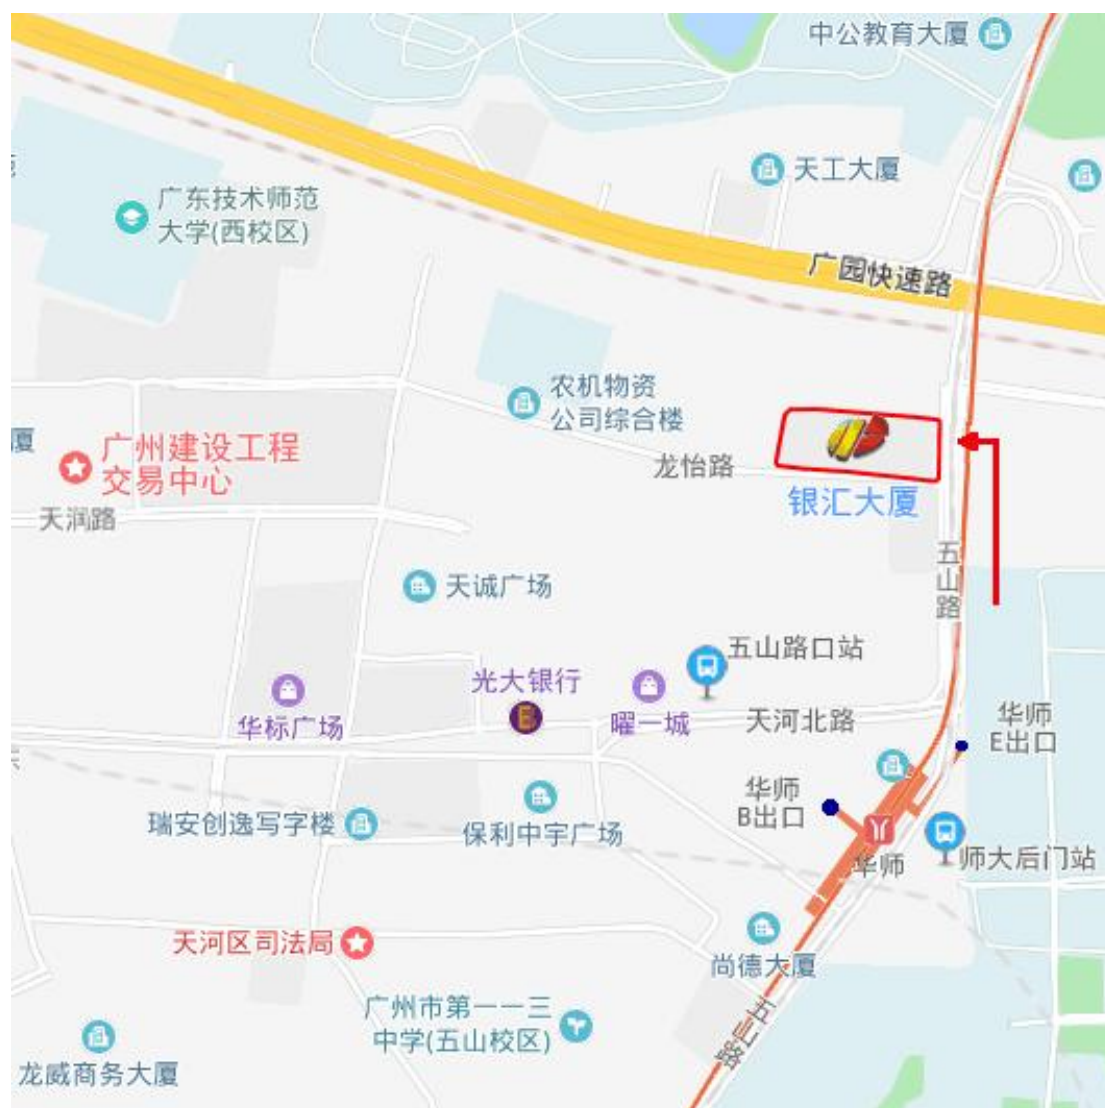 中公教育大厦
天工大厦
广东技术师范
大学(西校区)
广园快速路
农机物资
公司综合楼
厦
广州建设工程
交易中心
龙怡路
银汇大厦
天润路
五山路
天诚广场
五山路口站
光大银行
华标广场
曜一城
天河北路
华师
E出口
华师
B出口
瑞安创逸写字楼
保利中宇广场
华师
师大后门站
天河区司法局
尚德大厦
广州市第一一三
中学(五山校区)
五山路
龙威商务大厦